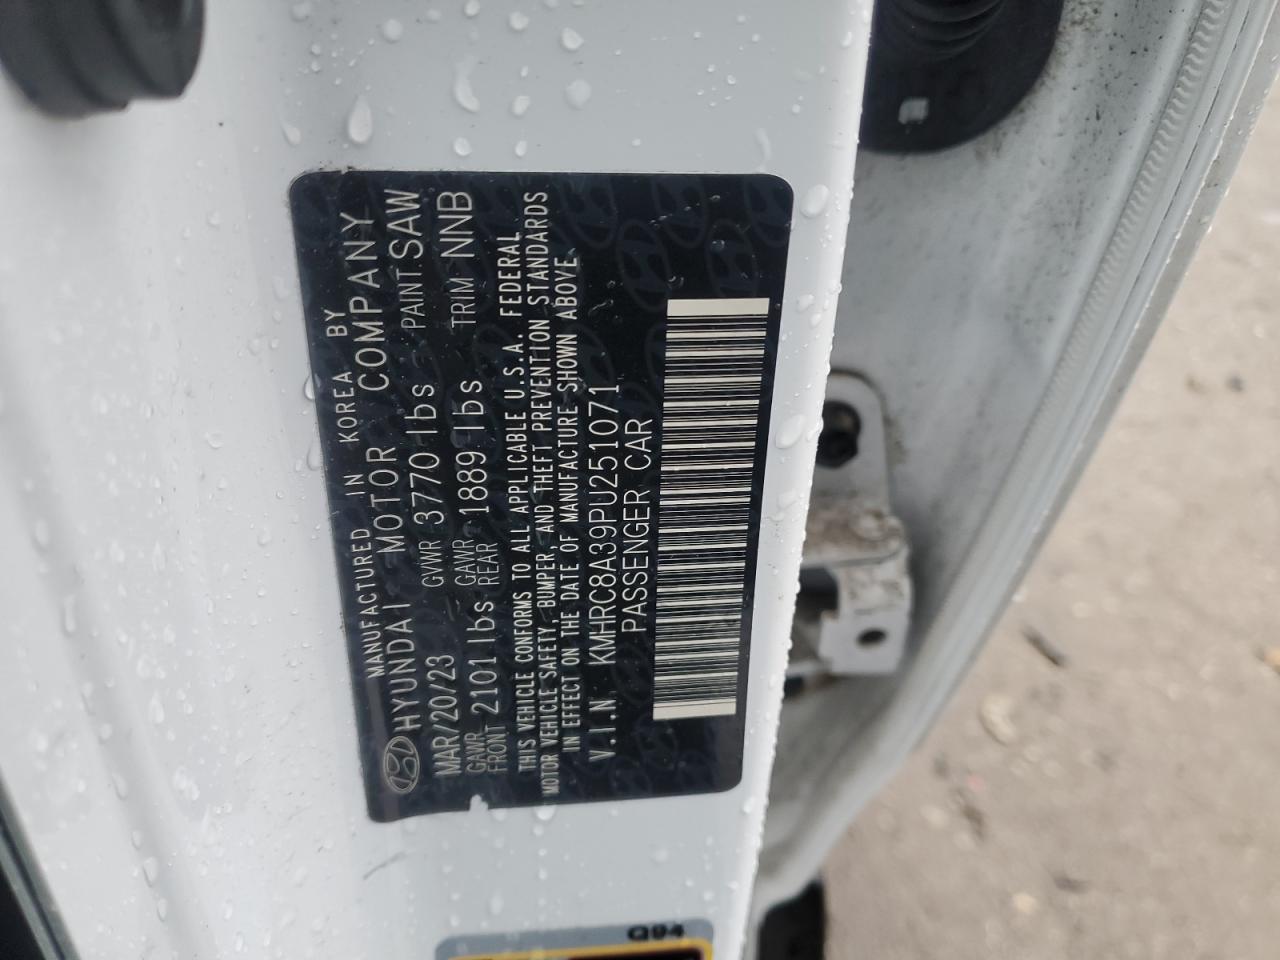 MANUFACTURED IN KOREA BY
HYUNDAI MOTOR COMPANY
MAR/20/23 GVWR 3770 lbs PAINT SAW
GAWR FRONT 2101 lbs GAWR REAR 1889 lbs TRIM NNB
THIS VEHICLE CONFORMS TO ALL APPLICABLE U.S.A. FEDERAL
MOTOR VEHICLE SAFETY, BUMPER, AND THEFT PREVENTION STANDARDS
IN EFFECT ON THE DATE OF MANUFACTURE SHOWN ABOVE.
V.I.N KMHRC8A39PU251071
PASSENGER CAR
Q94